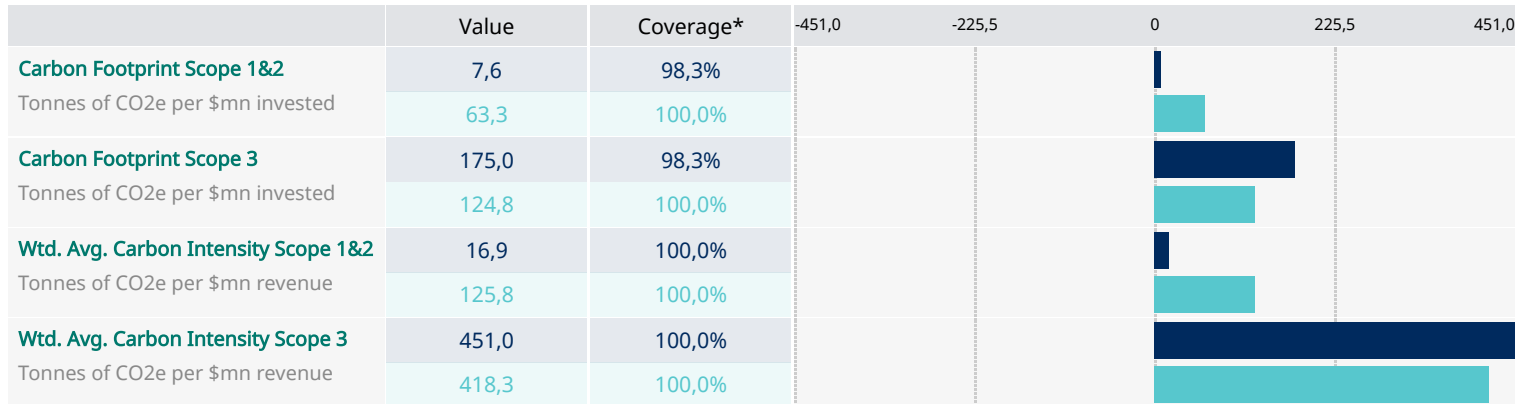 Value Coverage* -451,0 -225,5 0 225,5 451,0
Carbon Footprint Scope 1&2 7,6 98,3%
Tonnes of CO2e per $mn invested 63,3 100,0%
Carbon Footprint Scope 3 175,0 98,3%
Tonnes of CO2e per $mn invested 124,8 100,0%
Wtd. Avg. Carbon Intensity Scope 1&2 16,9 100,0%
Tonnes of CO2e per $mn revenue 125,8 100,0%
Wtd. Avg. Carbon Intensity Scope 3 451,0 100,0%
Tonnes of CO2e per $mn revenue 418,3 100,0%